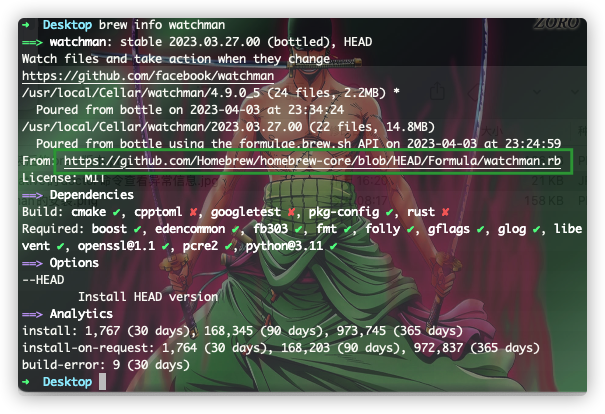 ZORO
➜  Desktop brew info watchman
==> watchman: stable 2023.03.27.00 (bottled), HEAD
Watch files and take action when they change
https://github.com/facebook/watchman
/usr/local/Cellar/watchman/4.9.0_5 (24 files, 2.2MB) *
  Poured from bottle on 2023-04-03 at 23:34:24
/usr/local/Cellar/watchman/2023.03.27.00 (22 files, 14.8MB)
  Poured from bottle using the formulae.brew.sh API on 2023-04-03 at 23:24:59
From: https://github.com/Homebrew/homebrew-core/blob/HEAD/Formula/watchman.rb
License: MIT
==> Dependencies
Build: cmake ✔, cpptoml ✘, googletest ✘, pkg-config ✔, rust ✘
Required: boost ✔, edencommon ✔, fb303 ✔, fmt ✔, folly ✔, gflags ✔, glog ✔, libe
vent ✔, openssl@1.1 ✔, pcre2 ✔, python@3.11 ✔
==> Options
--HEAD
        Install HEAD version
==> Analytics
install: 1,767 (30 days), 168,345 (90 days), 973,745 (365 days)
install-on-request: 1,764 (30 days), 168,203 (90 days), 972,837 (365 days)
build-error: 9 (30 days)
➜  Desktop